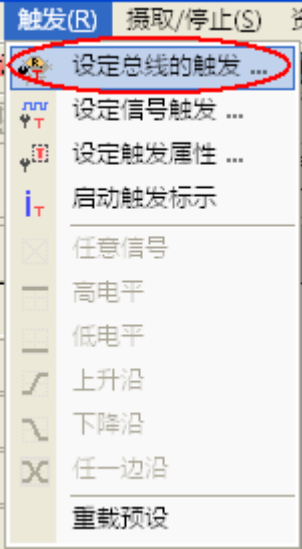 触发(R) 摄取/停止(S)
设定总线的触发 ...
设定信号触发 ...
设定触发属性 ...
启动触发标示
任意信号
高电平
低电平
上升沿
下降沿
任一边沿
重载预设